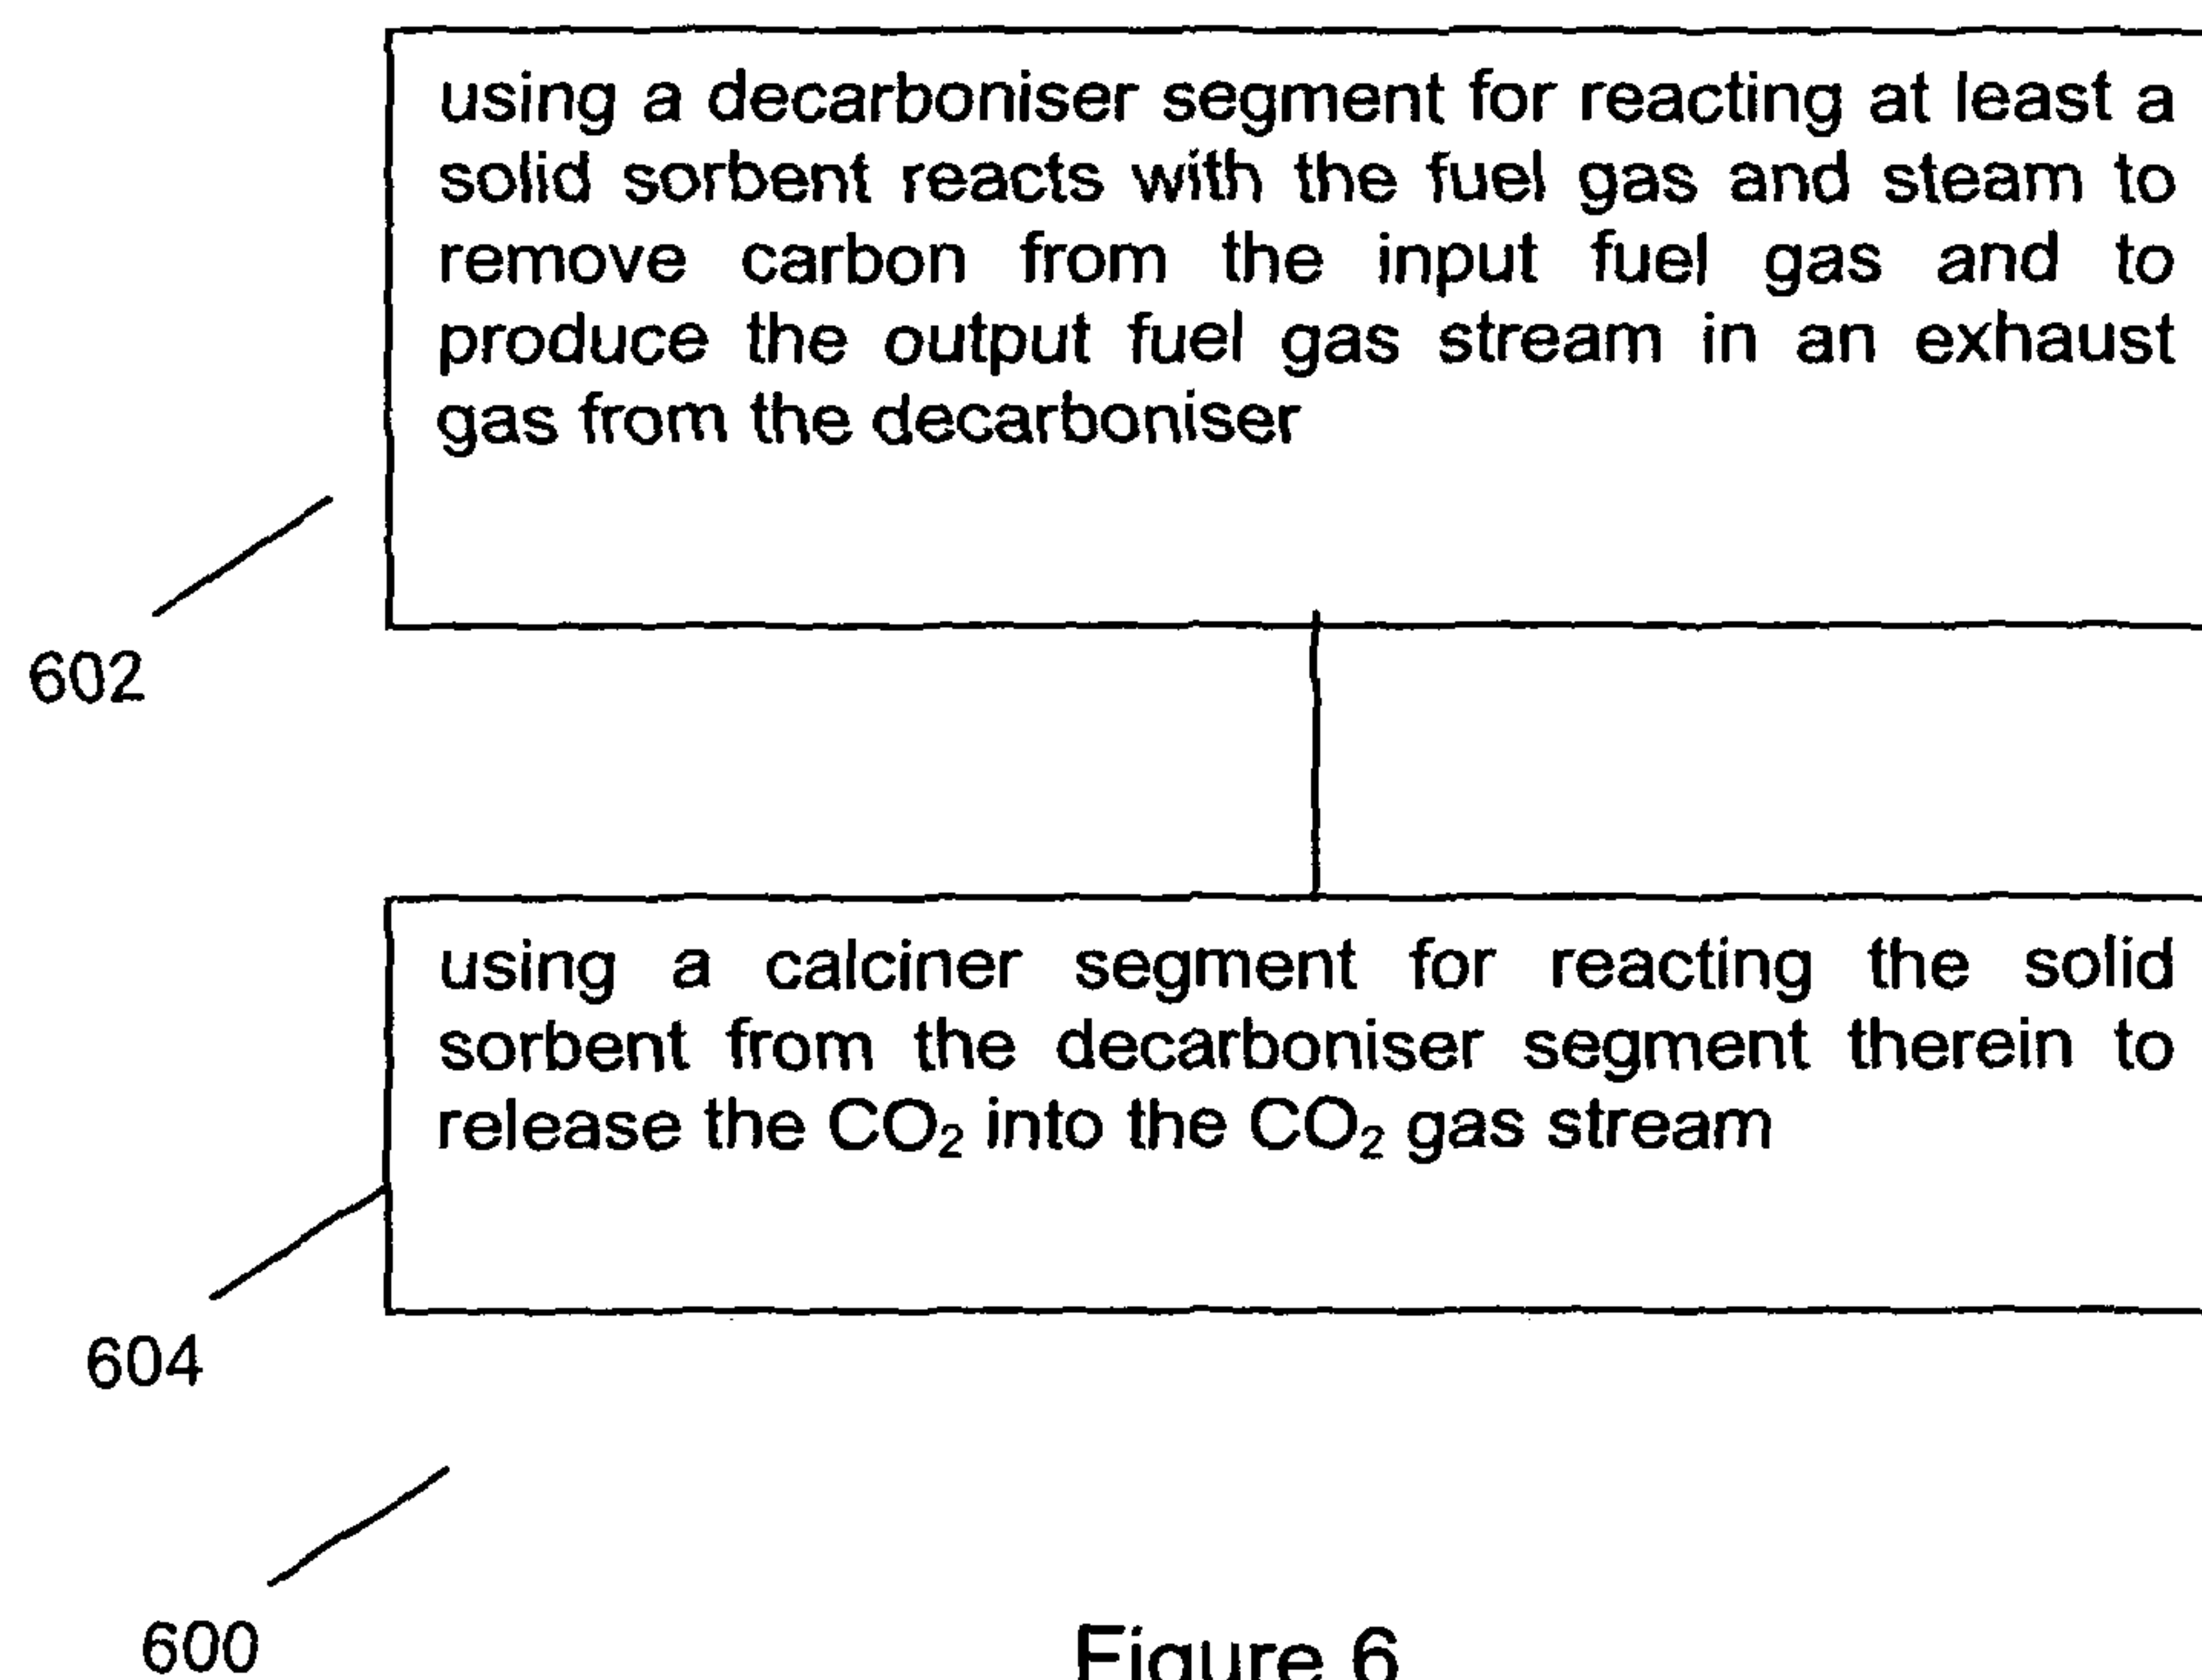 using a decarboniser segment for reacting at least a
solid sorbent reacts with the fuel gas and steam to
remove carbon from the input fuel gas and to
produce the output fuel gas stream in an exhaust
gas from the decarboniser
602
using a calciner segment for reacting the solid
sorbent from the decarboniser segment therein to
release the CO₂ into the CO₂ gas stream
604
600
Figure 6